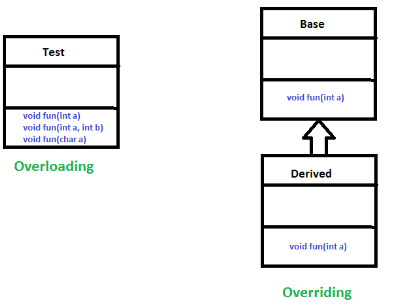 Test
void fun(int a)
void fun(int a, int b)
void fun(char a)
Overloading
Base
void fun(int a)
Derived
void fun(int a)
Overriding